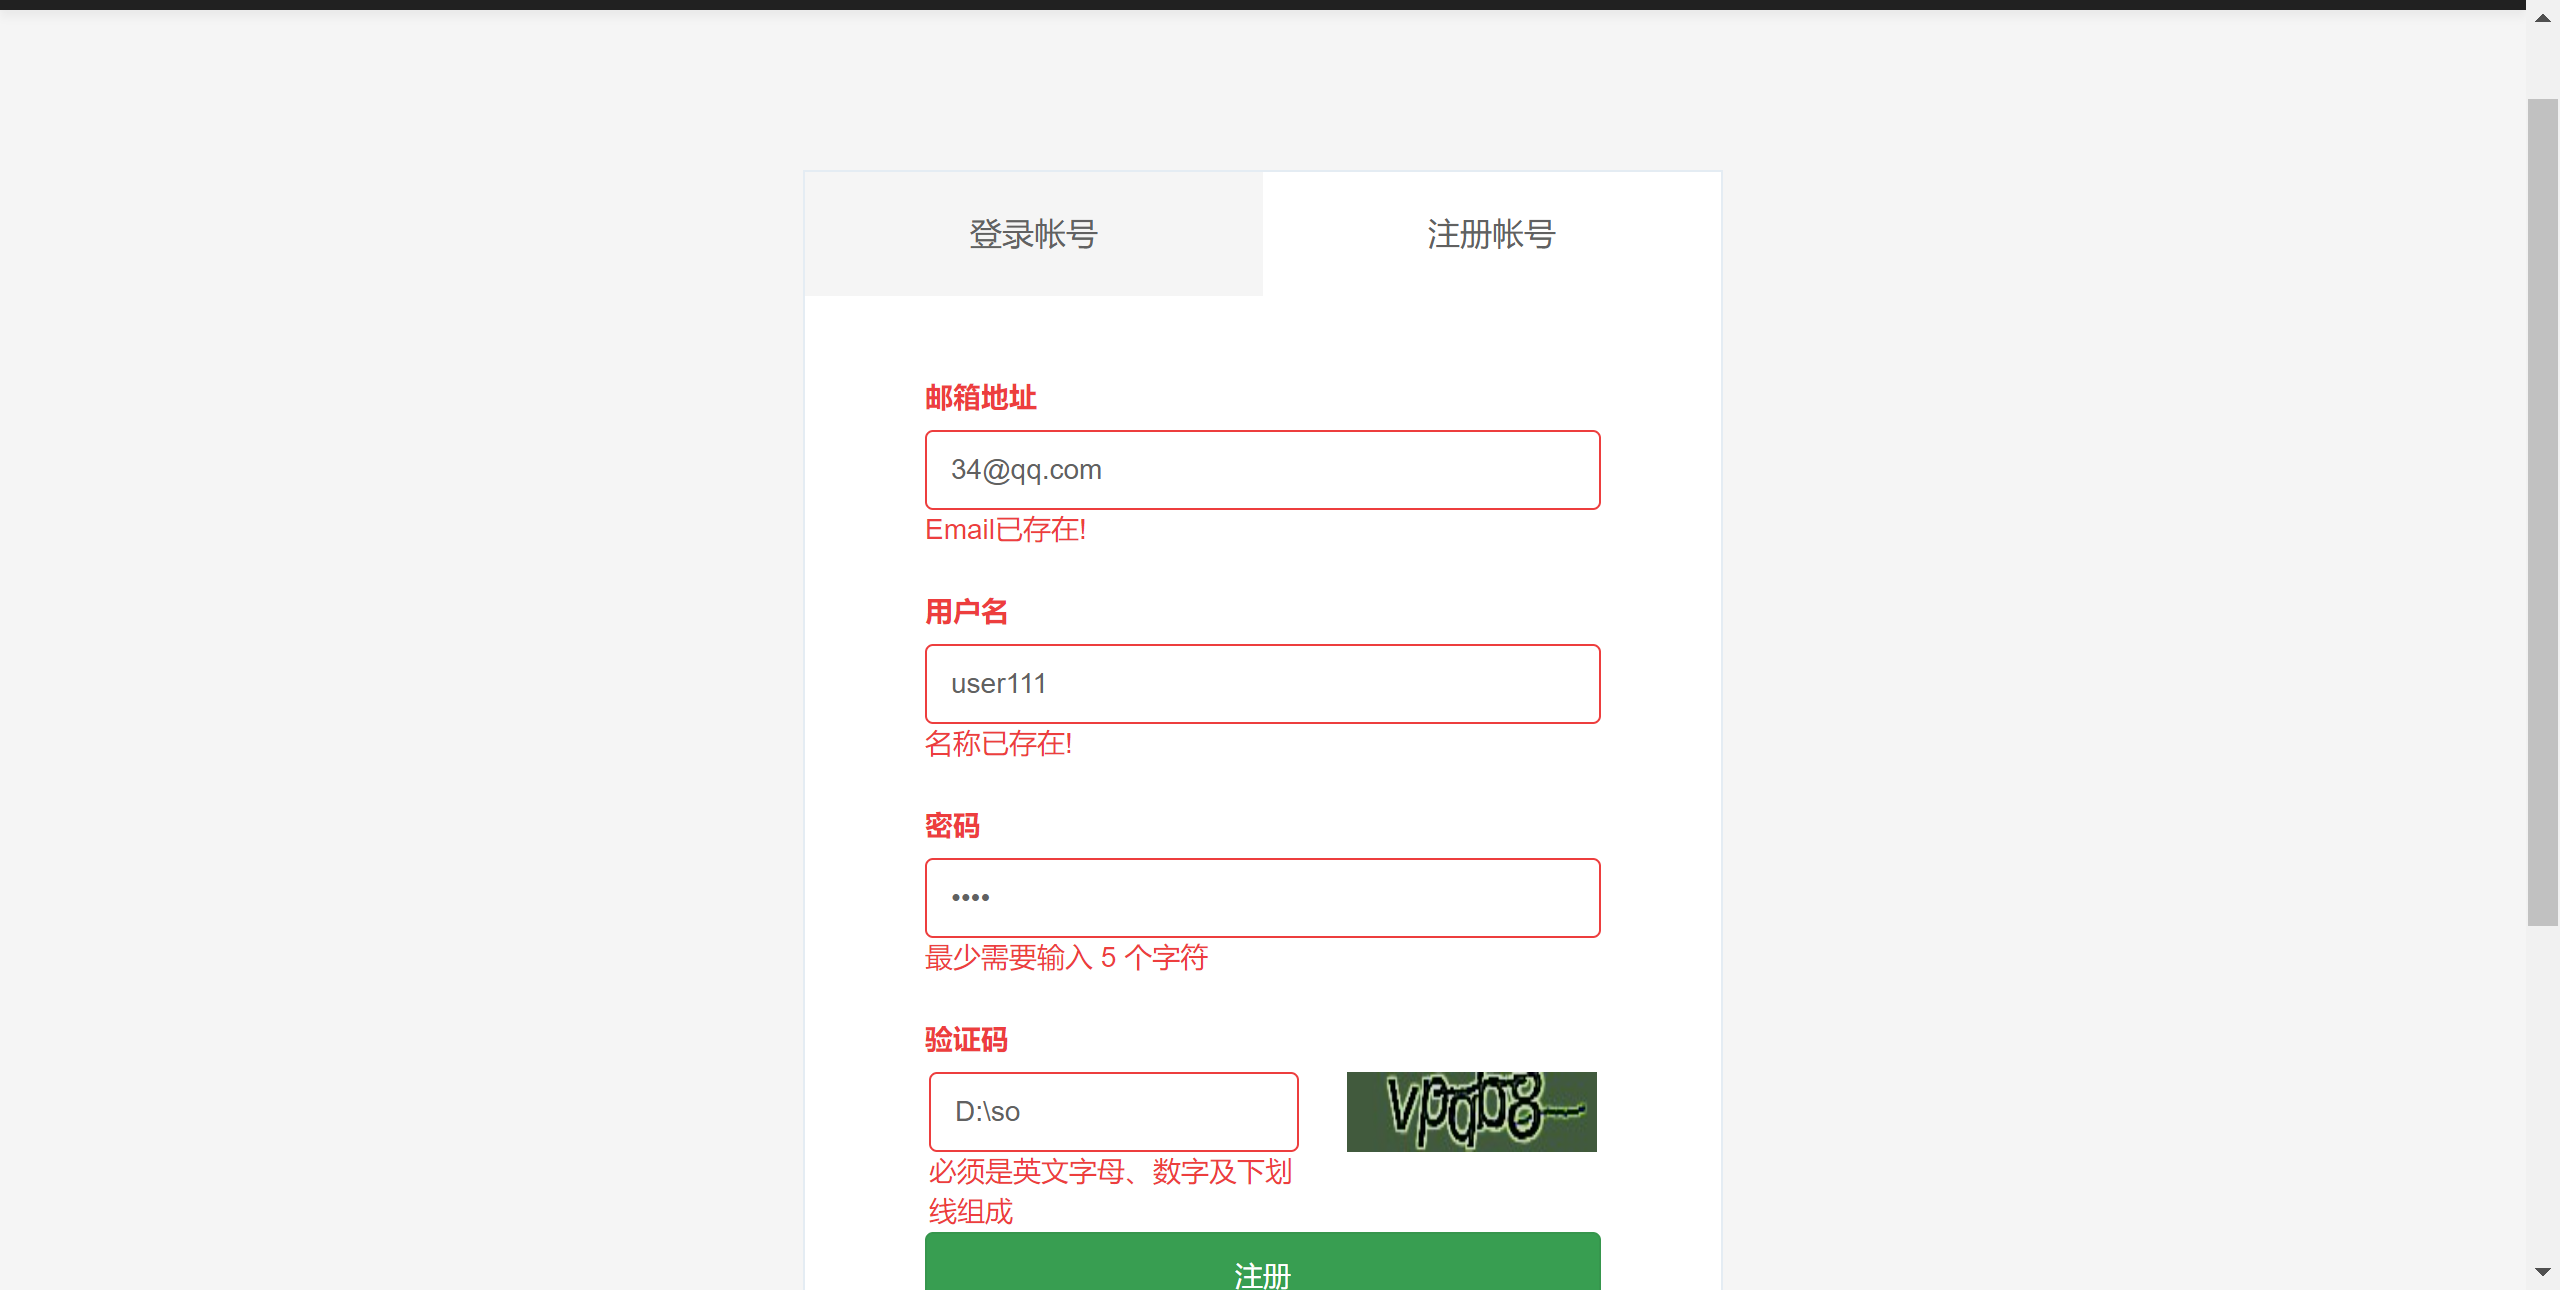 登录帐号
注册帐号
邮箱地址
34@qq.com
Email已存在!
用户名
user111
名称已存在!
密码
••••
最少需要输入 5 个字符
验证码
D:\so
必须是英文字母、数字及下划
线组成
注册